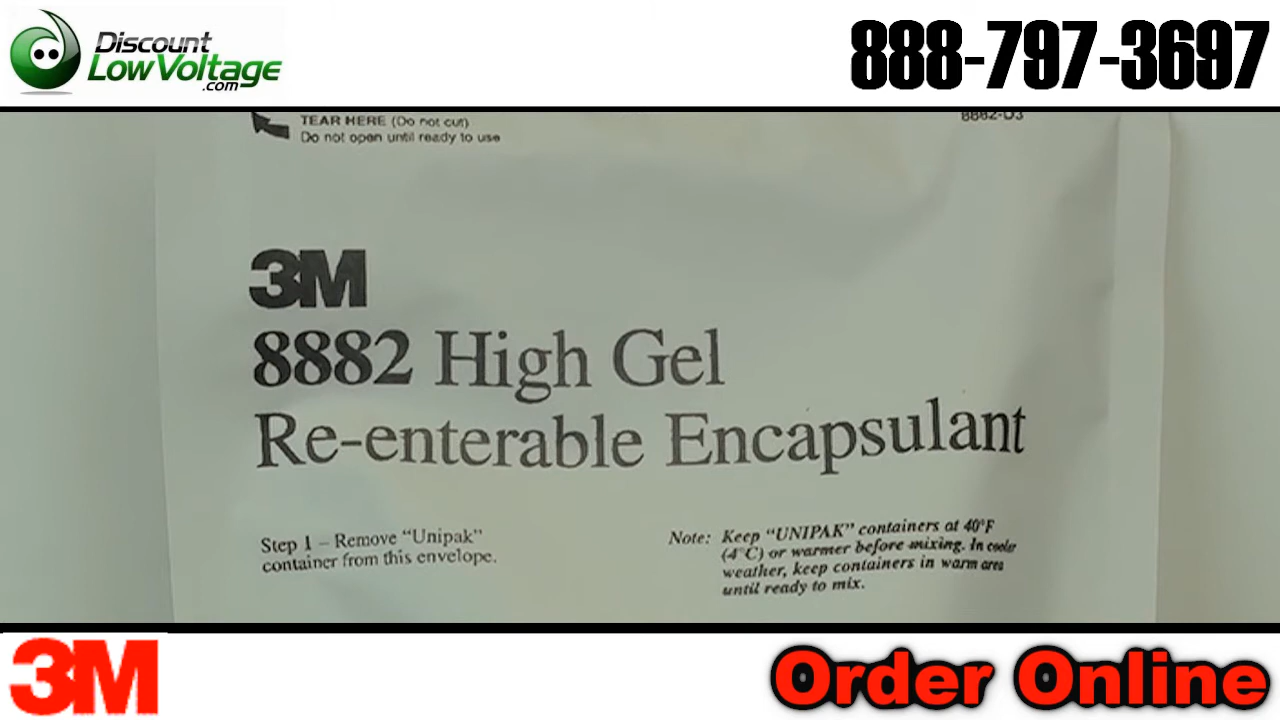 Discount
LowVoltage
.com
888-797-3697
TEAR HERE (Do not cut)
Do not open until ready to use
8882-D3
3M
8882 High Gel
Re-enterable Encapsulant
Step 1 – Remove “Unipak”
container from this envelope.
Note: Keep “UNIPAK” containers at 40°F
(4°C) or warmer before mixing. In cooler
weather, keep containers in warm area
until ready to mix.
3M
Order Online